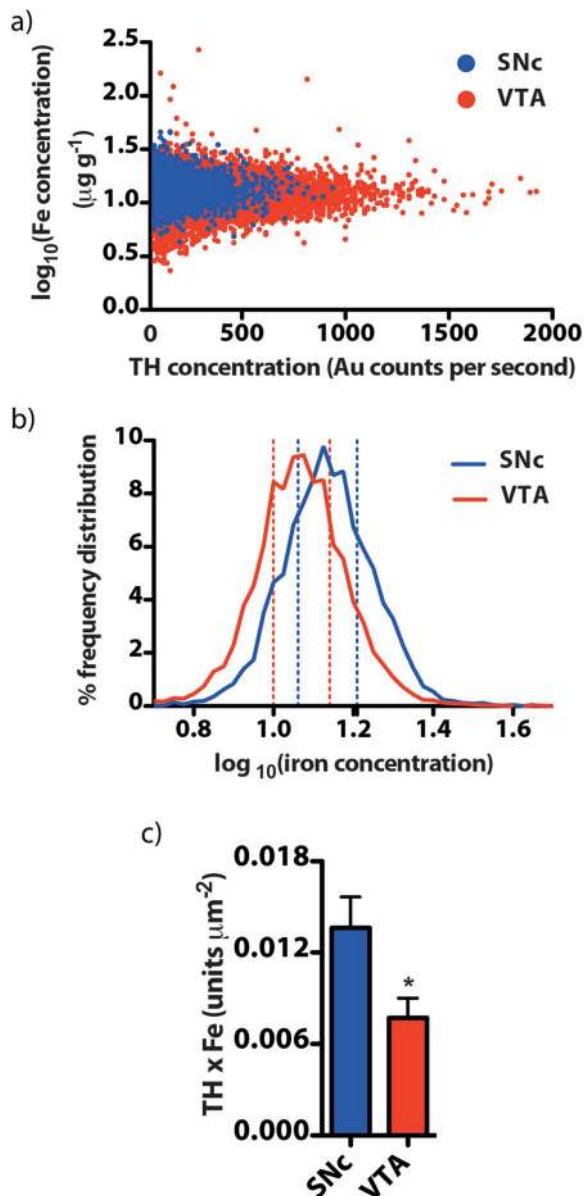 a)
log10(Fe concentration)
(µg g-1)
2.5
2.0
1.5
1.0
0.5
0.0
SNc
VTA
0 500 1000 1500 2000
TH concentration (Au counts per second)
b)
% frequency distribution
10
8
6
4
2
0
SNc
VTA
0.8 1.0 1.2 1.4 1.6
log 10(iron concentration)
c)
TH x Fe (units µm-2)
0.018
0.012
0.006
0.000
*
SNc
VTA